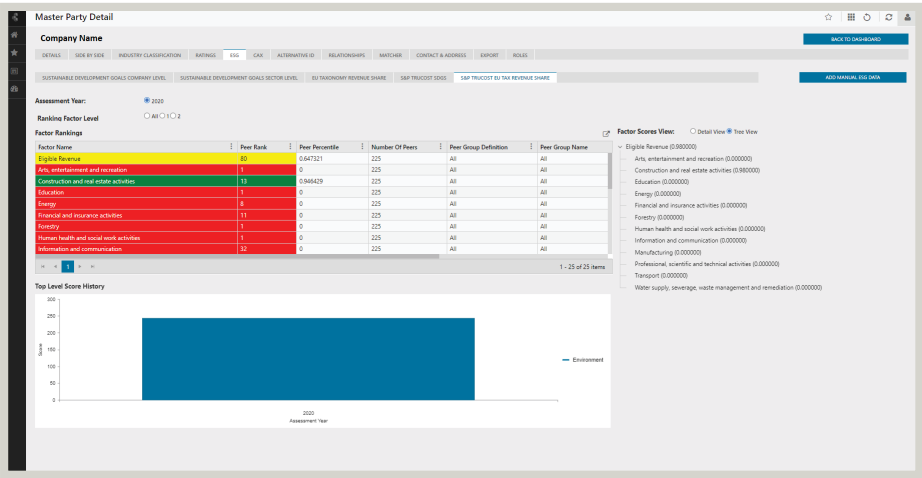 Master Party Detail
Company Name
BACK TO DASHBOARD
DETAILS SIDE BY SIDE INDUSTRY CLASSIFICATION RATINGS ESG CAX ALTERNATIVE ID RELATIONSHIPS MATCHER CONTACT & ADDRESS EXPORT ROLES
SUSTAINABLE DEVELOPMENT GOALS COMPANY LEVEL SUSTAINABLE DEVELOPMENT GOALS SECTOR LEVEL EU TAXONOMY REVENUE SHARE S&P TRUCOST SDGS S&P TRUCOST EU TAX REVENUE SHARE
ADD MANUAL ESG DATA
Assessment Year: 2020
Ranking Factor Level All 1 2
Factor Rankings
Factor Name Peer Rank Peer Percentile Number Of Peers Peer Group Definition Peer Group Name
Eligible Revenue 80 0.647321 225 All All
Arts, entertainment and recreation 1 0 225 All All
Construction and real estate activities 13 0.946429 225 All All
Education 1 0 225 All All
Energy 8 0 225 All All
Financial and insurance activities 11 0 225 All All
Forestry 1 0 225 All All
Human health and social work activities 1 0 225 All All
Information and communication 32 0 225 All All
1
1 - 25 of 25 items
Factor Scores View: Detail View Tree View
Eligible Revenue (0.980000)
Arts, entertainment and recreation (0.000000)
Construction and real estate activities (0.980000)
Education (0.000000)
Energy (0.000000)
Financial and insurance activities (0.000000)
Forestry (0.000000)
Human health and social work activities (0.000000)
Information and communication (0.000000)
Manufacturing (0.000000)
Professional, scientific and technical activities (0.000000)
Transport (0.000000)
Water supply, sewerage, waste management and remediation (0.000000)
Top Level Score History
300
250
200
150
100
50
0
Score
2020
Assessment Year
Environment